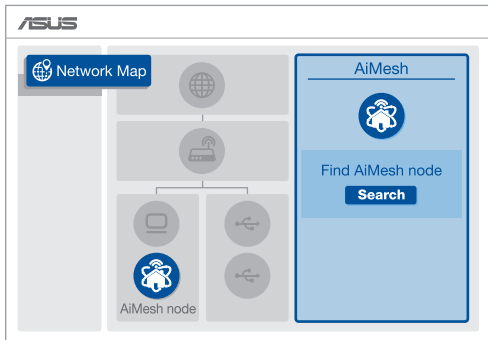 ASUS
Network Map
AiMesh
Find AiMesh node
Search
AiMesh node